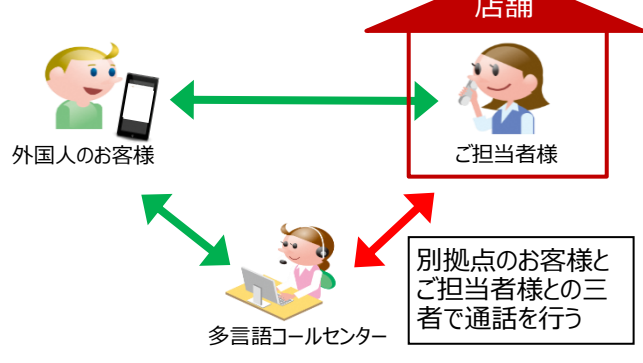 店舗
外国人のお客様
ご担当者様
別拠点のお客様と
ご担当者様との三
者で通話を行う
多言語コールセンター